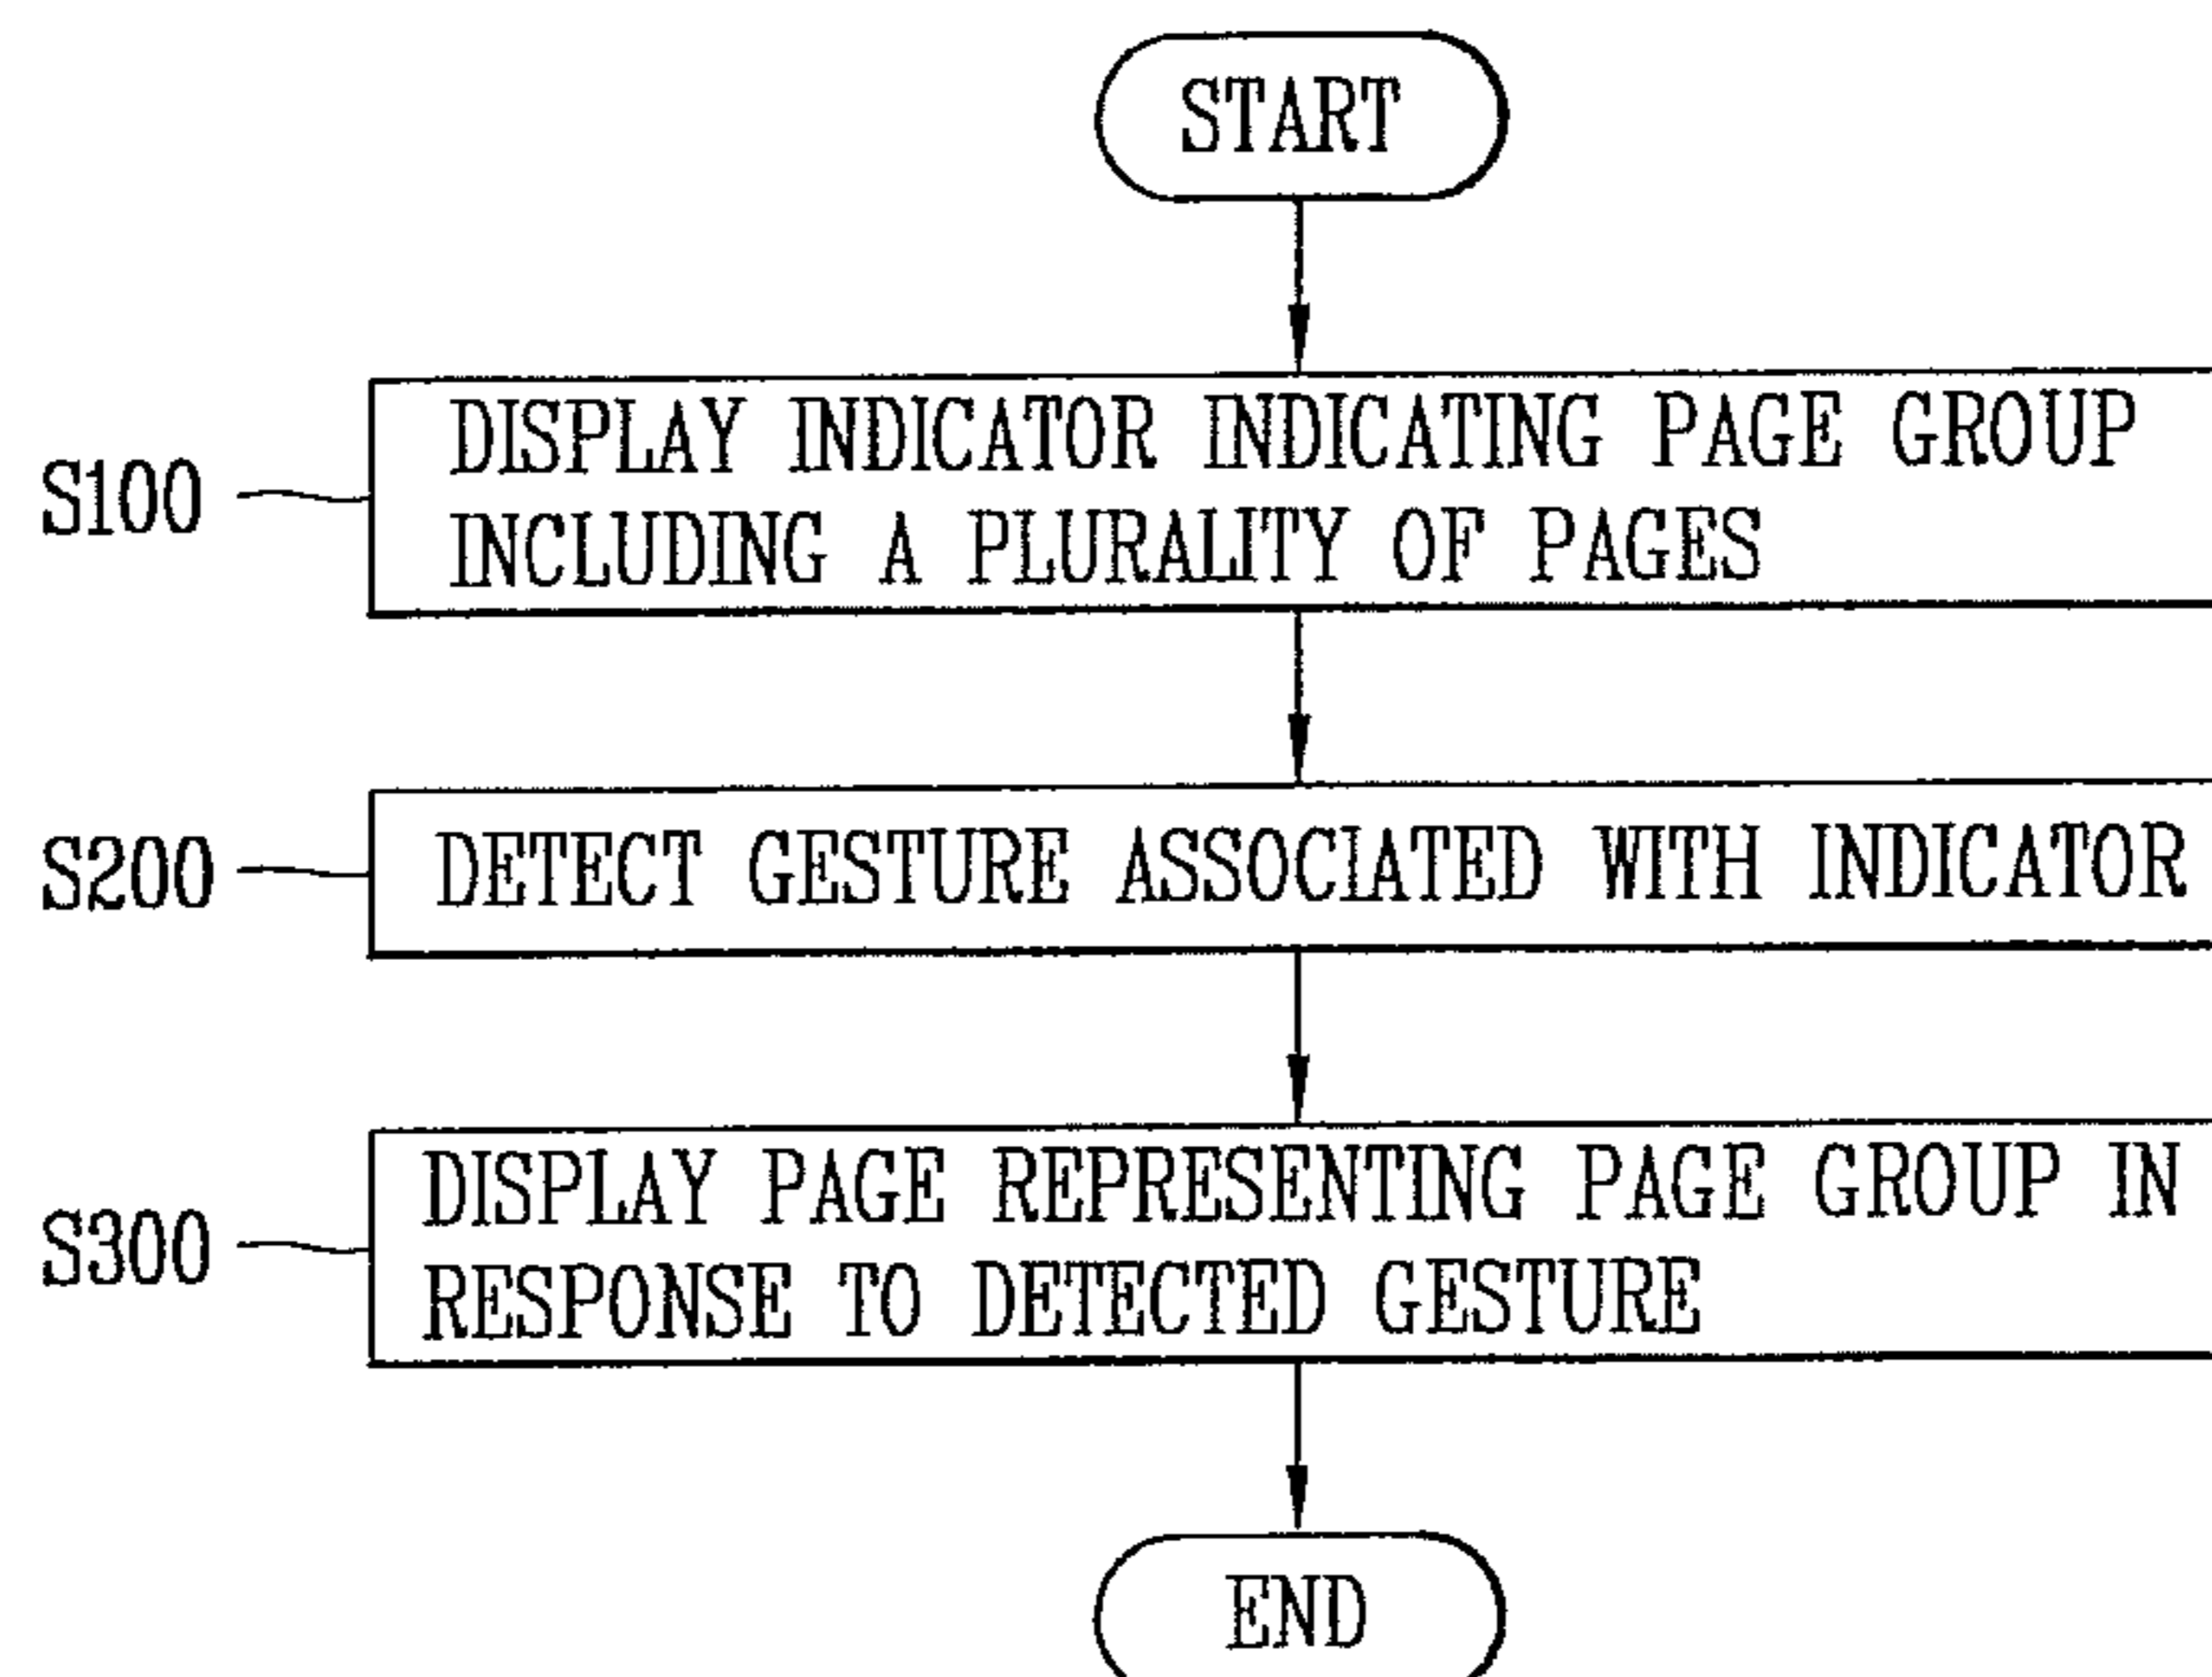 START
S100
DISPLAY INDICATOR INDICATING PAGE GROUP
INCLUDING A PLURALITY OF PAGES
S200
DETECT GESTURE ASSOCIATED WITH INDICATOR
S300
DISPLAY PAGE REPRESENTING PAGE GROUP IN
RESPONSE TO DETECTED GESTURE
END